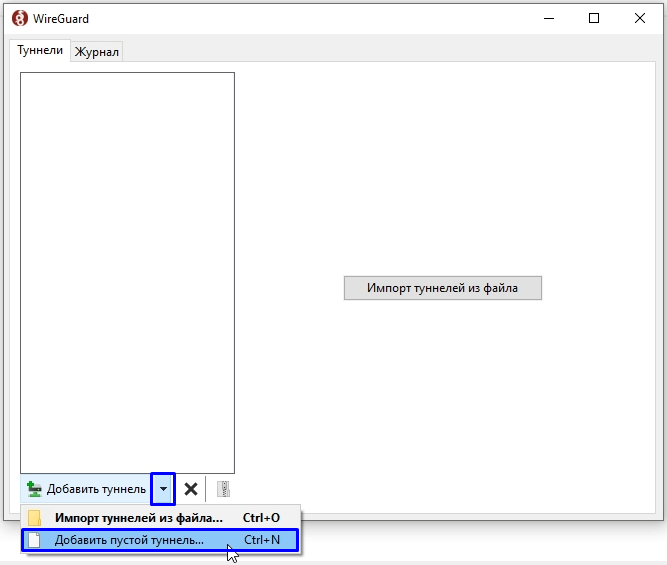 WireGuard
Туннели Журнал
Импорт туннелей из файла
Добавить туннель
Импорт туннелей из файла... Ctrl+O
Добавить пустой туннель... Ctrl+N